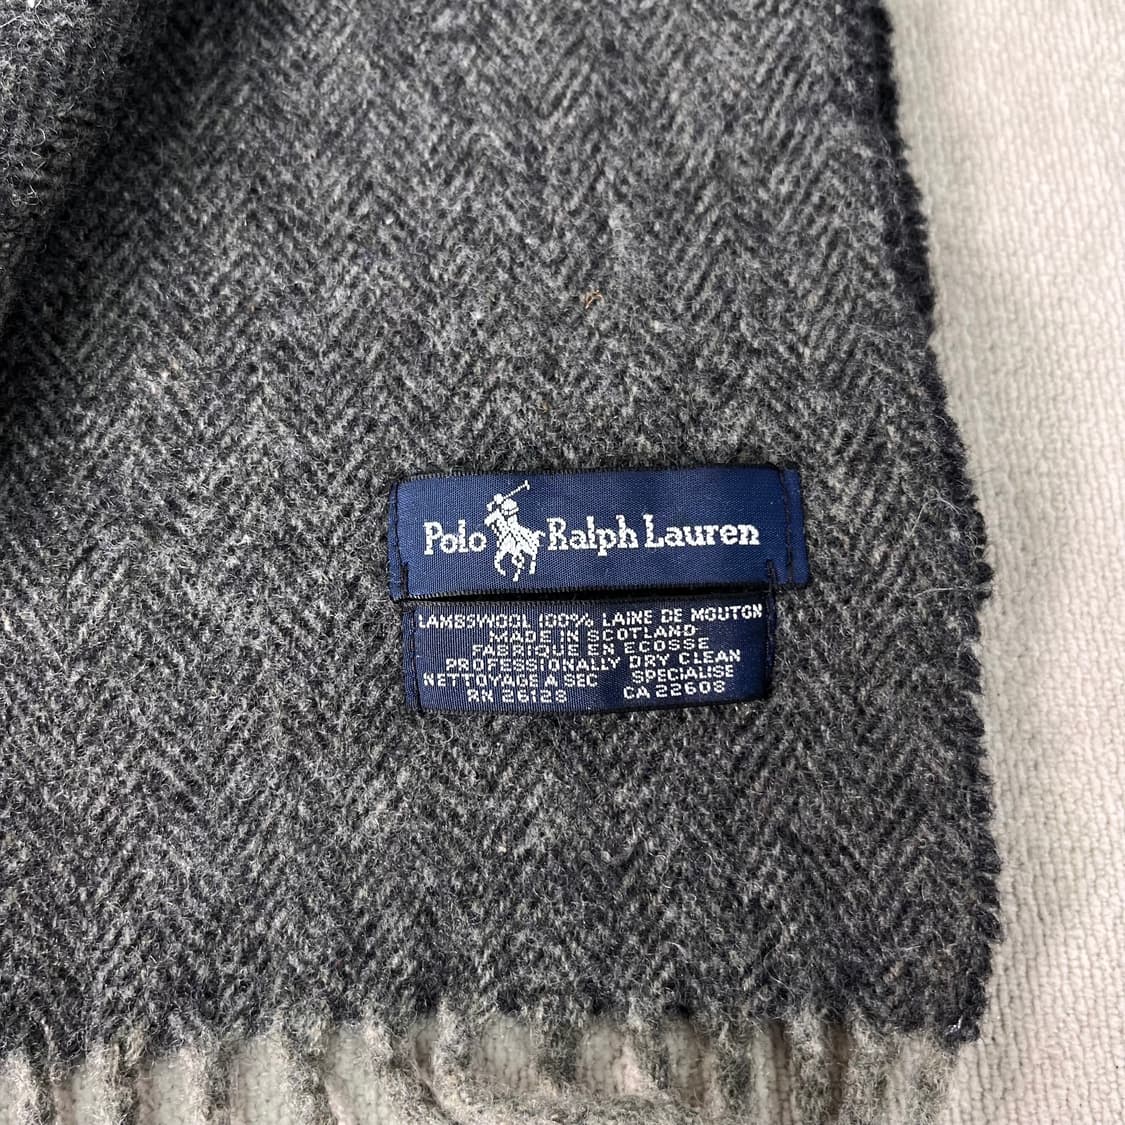 Polo Ralph Lauren
LAMBSWOOL 100% LAINE DE MOUTON
MADE IN SCOTLAND
FABRIQUE EN ECOSSE
PROFESSIONALLY DRY CLEAN
NETTOYAGE A SEC SPECIALISE
RN 26128 CA 22608